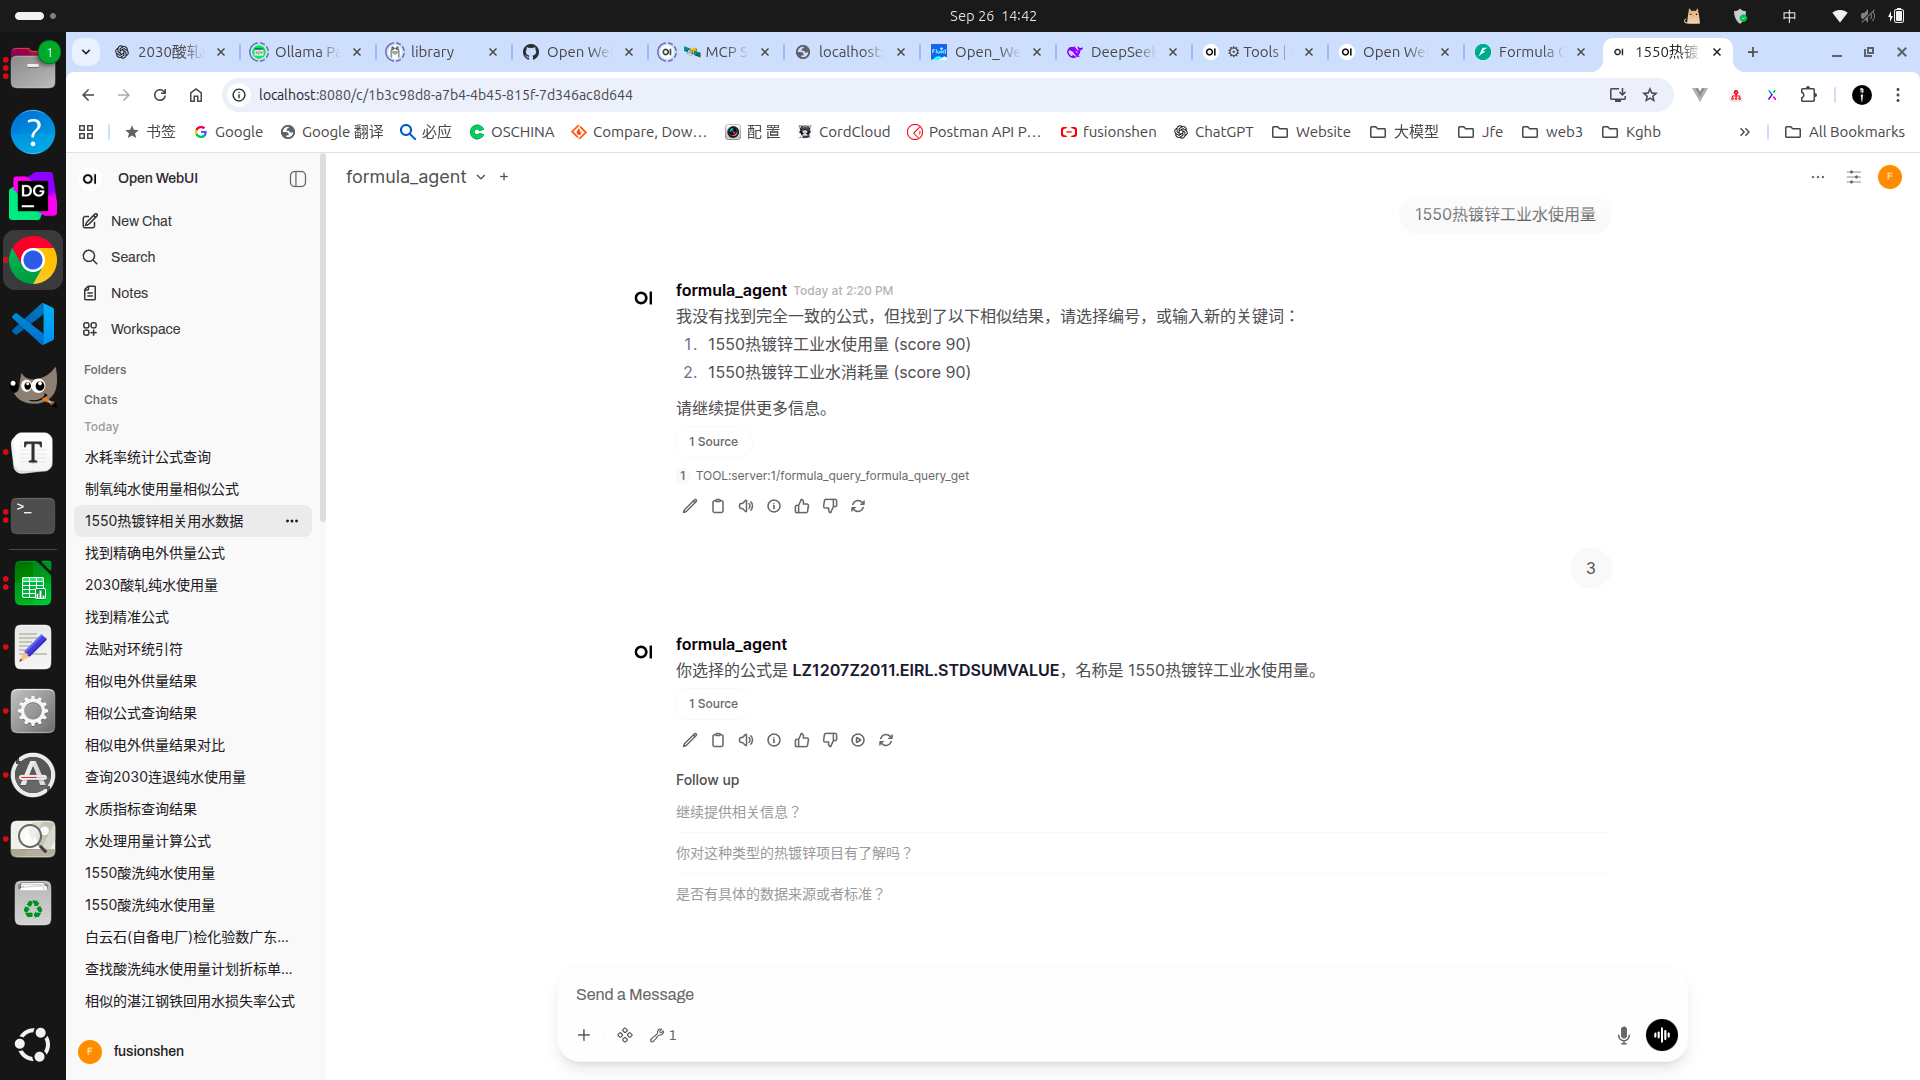 Sep 26 14:42
中
1
2030酸轧
Ollama Pa
library
Open We
MCP S
localhost:
Open_We
DeepSeek
Tools |
Open We
Formula
1550热镀
localhost:8080/c/1b3c98d8-a7b4-4b45-815f-7d346ac8d644
书签
Google
Google 翻译
必应
OSCHINA
Compare, Dow…
配 置
CordCloud
Postman API P…
fusionshen
ChatGPT
Website
大模型
Jfe
web3
Kghb
»
All Bookmarks
OI Open WebUI
New Chat
Search
Notes
Workspace
Folders
Chats
Today
水耗率统计公式查询
制氧纯水使用量相似公式
1550热镀锌相关用水数据
找到精确电外供量公式
2030酸轧纯水使用量
找到精准公式
法贴对环统引符
相似电外供量结果
相似公式查询结果
相似电外供量结果对比
查询2030连退纯水使用量
水质指标查询结果
水处理用量计算公式
1550酸洗纯水使用量
1550酸洗纯水使用量
白云石(自备电厂)检化验数广东...
查找酸洗纯水使用量计划折标单...
相似的湛江钢铁回用水损失率公式
F fusionshen
formula_agent
F
1550热镀锌工业水使用量
OI formula_agent Today at 2:20 PM
我没有找到完全一致的公式，但找到了以下相似结果，请选择编号，或输入新的关键词：
1. 1550热镀锌工业水使用量 (score 90)
2. 1550热镀锌工业水消耗量 (score 90)
请继续提供更多信息。
1 Source
1 TOOL:server:1/formula_query_formula_query_get
3
OI formula_agent
你选择的公式是 LZ1207Z2011.EIRL.STDSUMVALUE，名称是 1550热镀锌工业水使用量。
1 Source
Follow up
继续提供相关信息？
你对这种类型的热镀锌项目有了解吗？
是否有具体的数据来源或者标准？
Send a Message
1